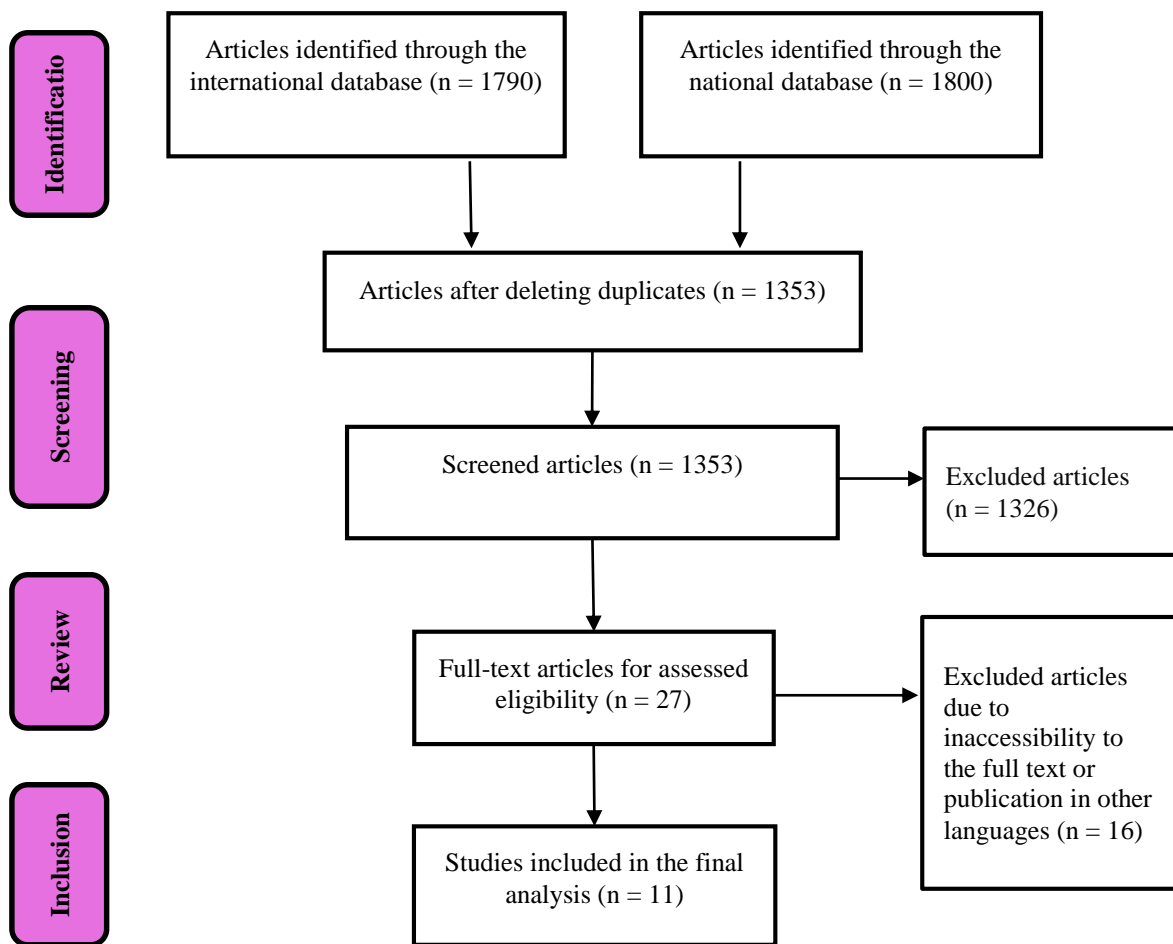 Identificatio
Articles identified through the
international database (n = 1790)
Articles identified through the
national database (n = 1800)
Articles after deleting duplicates (n = 1353)
Screening
Screened articles (n = 1353)
Excluded articles
(n = 1326)
Review
Full-text articles for assessed
eligibility (n = 27)
Excluded articles
due to
inaccessibility to
the full text or
publication in other
languages (n = 16)
Inclusion
Studies included in the final
analysis (n = 11)